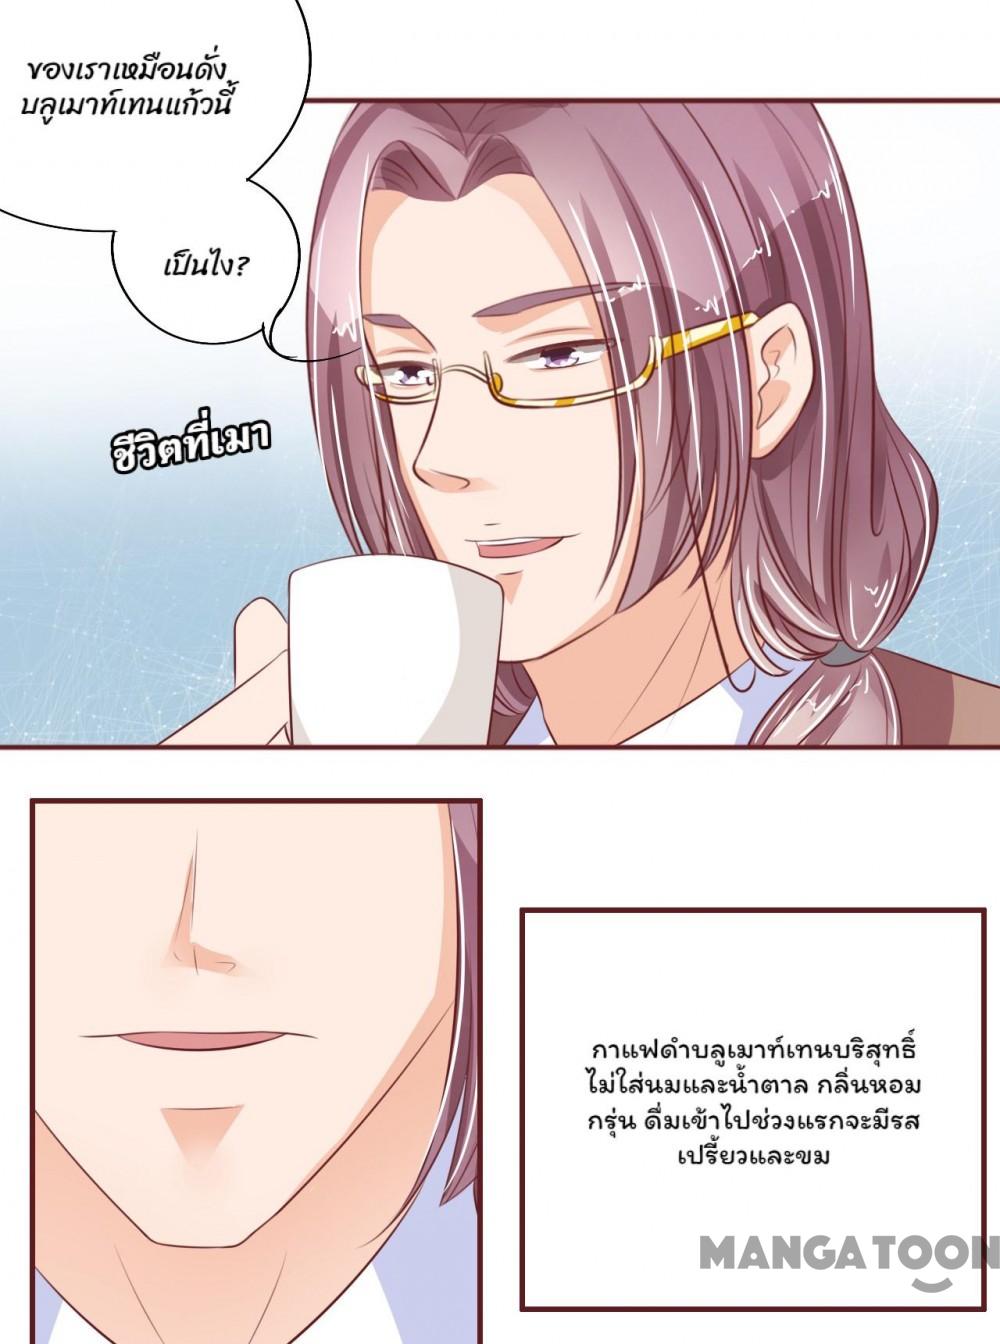 ของเราเหมือนดั่ง
บลูเมาท์เทนแก้วนี้
เป็นไง?
ชีวิตที่เมา
กาแฟดำบลูเมาท์เทนบริสุทธิ์
ไม่ใส่นมและน้ำตาล กลิ่นหอม
กรุ่น ดื่มเข้าไปช่วงแรกจะมีรส
เปรี้ยวและขม
MANGATOON